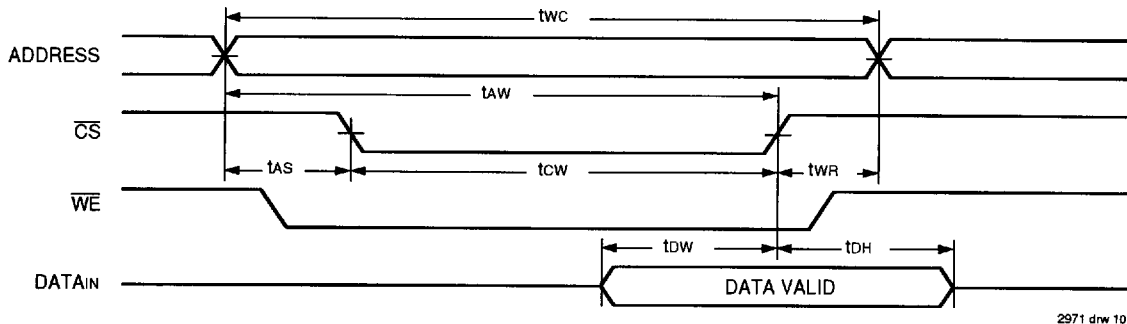 tWC
ADDRESS
tAW
CS
tAS
tCW
tWR
WE
tDW
tDH
DATAIN
DATA VALID
2971 drw 10